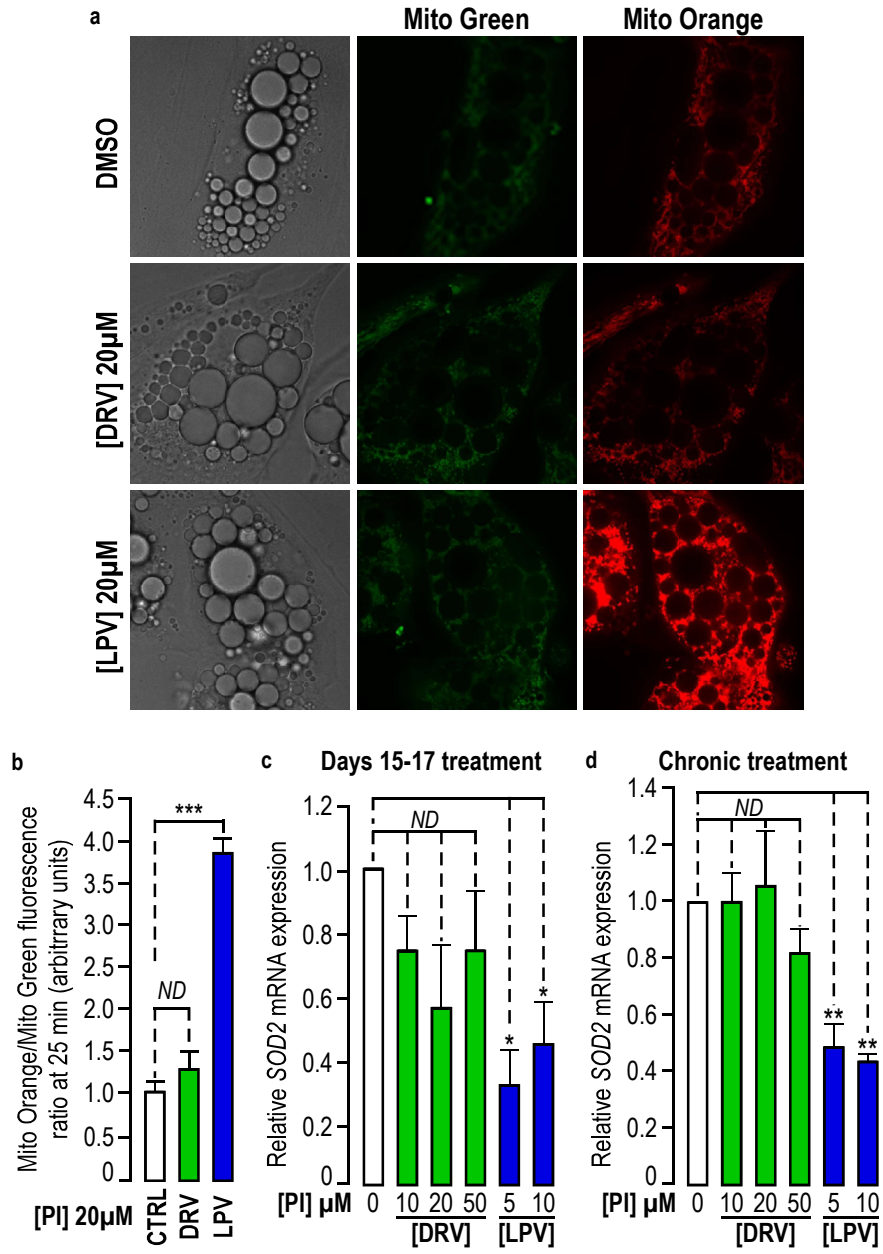 a
Mito Green
Mito Orange
DMSO
[DRV] 20µM
[LPV] 20µM
b
Mito Orange/Mito Green fluorescence
ratio at 25 min (arbitrrary units)
4.5
4.0
3.5
3.0
2.5
2.0
1.5
1.0
0.5
0
***
ND
[PI] 20µM
CTRL
DRV
LPV
c
Days 15-17 treatment
Relative SOD2 mRNA expression
1.2
1.0
0.8
0.6
0.4
0.2
0
ND
*
*
[PI] µM
0 10 20 50 5 10
[DRV] [LPV]
d
Chronic treatment
Relative SOD2 mRNA expression
1.4
1.2
1.0
0.8
0.6
0.4
0.2
0
ND
**
**
[PI] µM
0 10 20 50 5 10
[DRV] [LPV]